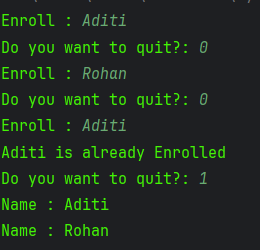 Enroll : Aditi
Do you want to quit?: 0
Enroll : Rohan
Do you want to quit?: 0
Enroll : Aditi
Aditi is already Enrolled
Do you want to quit?: 1
Name : Aditi
Name : Rohan